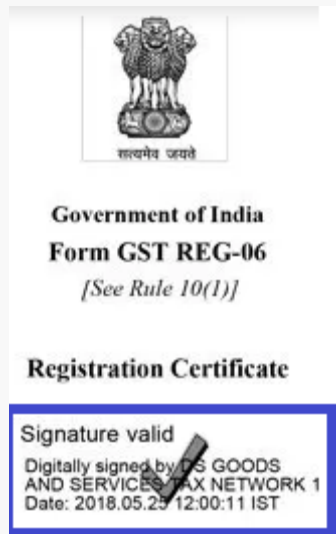 सत्यमेव जयते
Government of India
Form GST REG-06
[See Rule 10(1)]
Registration Certificate
Signature valid
Digitally signed by DS GOODS
AND SERVICES TAX NETWORK 1
Date: 2018.05.25 12:00:11 IST